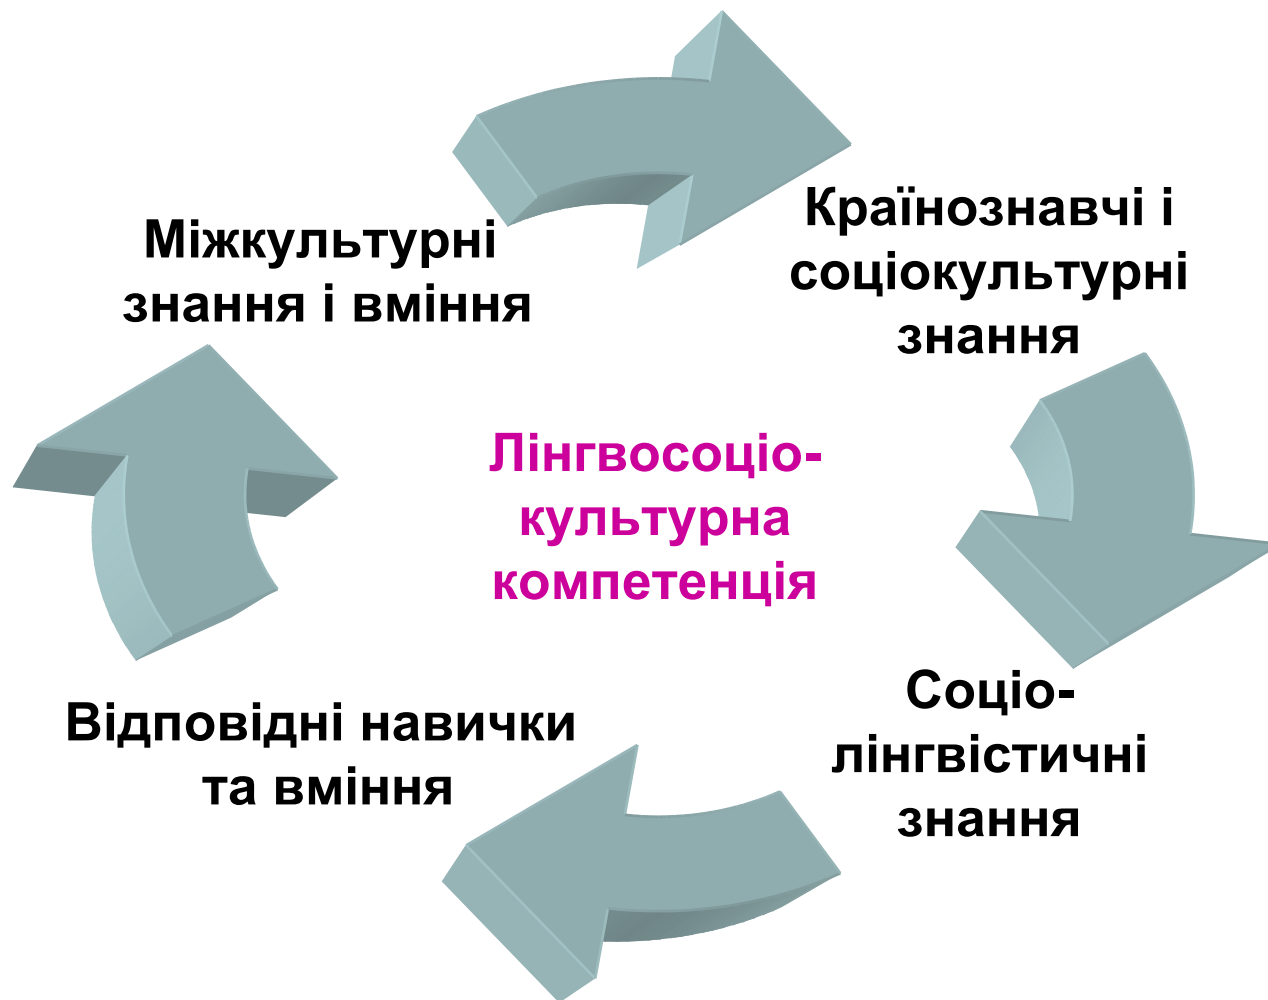 Міжкультурні
знання і вміння
Країнознавчі і
соціокультурні
знання
Лінгвосоціо-
культурна
компетенція
Відповідні навички
та вміння
Соціо-
лінгвістичні
знання